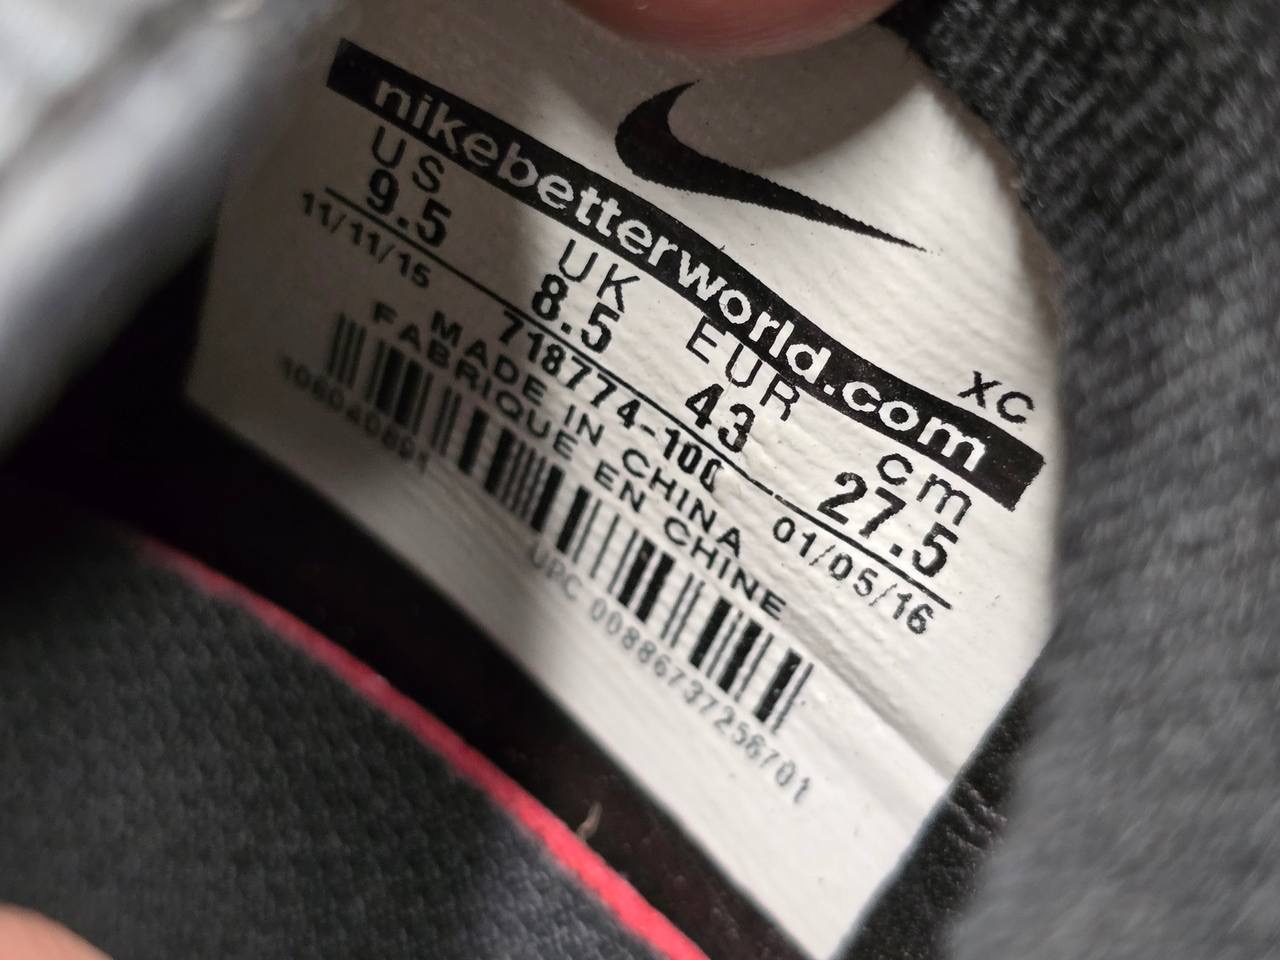 nikebetterworld.com
XC
US UK EUR cm
9.5 8.5 43 27.5
11/11/15 718774-100 01/05/16
MADE IN CHINA
FABRIQUE EN CHINE
UPC 00886737256701